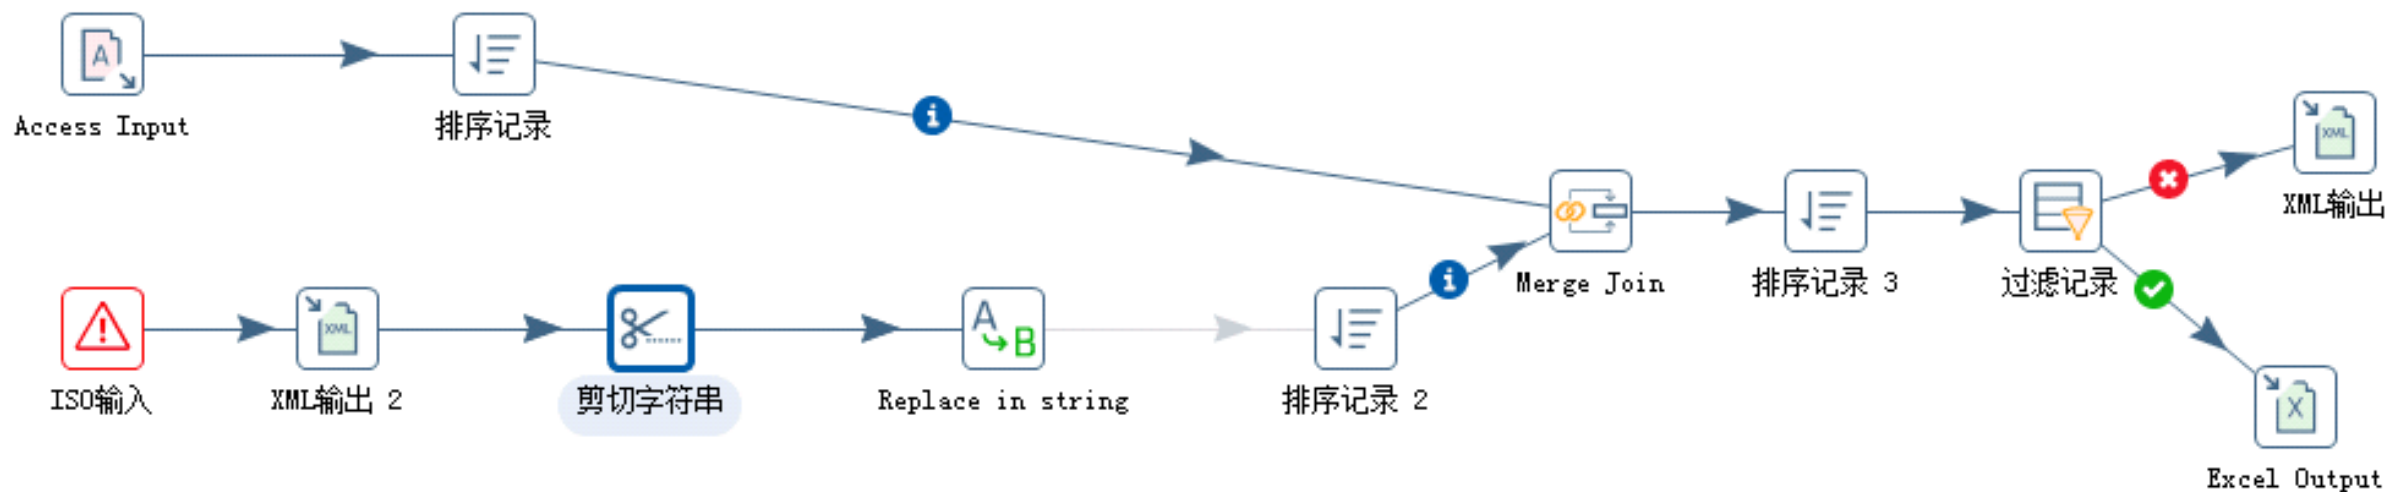 Access Input
排序记录
XML输出
Merge Join
排序记录 3
过滤记录
ISO输入
XML输出 2
剪切字符串
Replace in string
排序记录 2
Excel Output